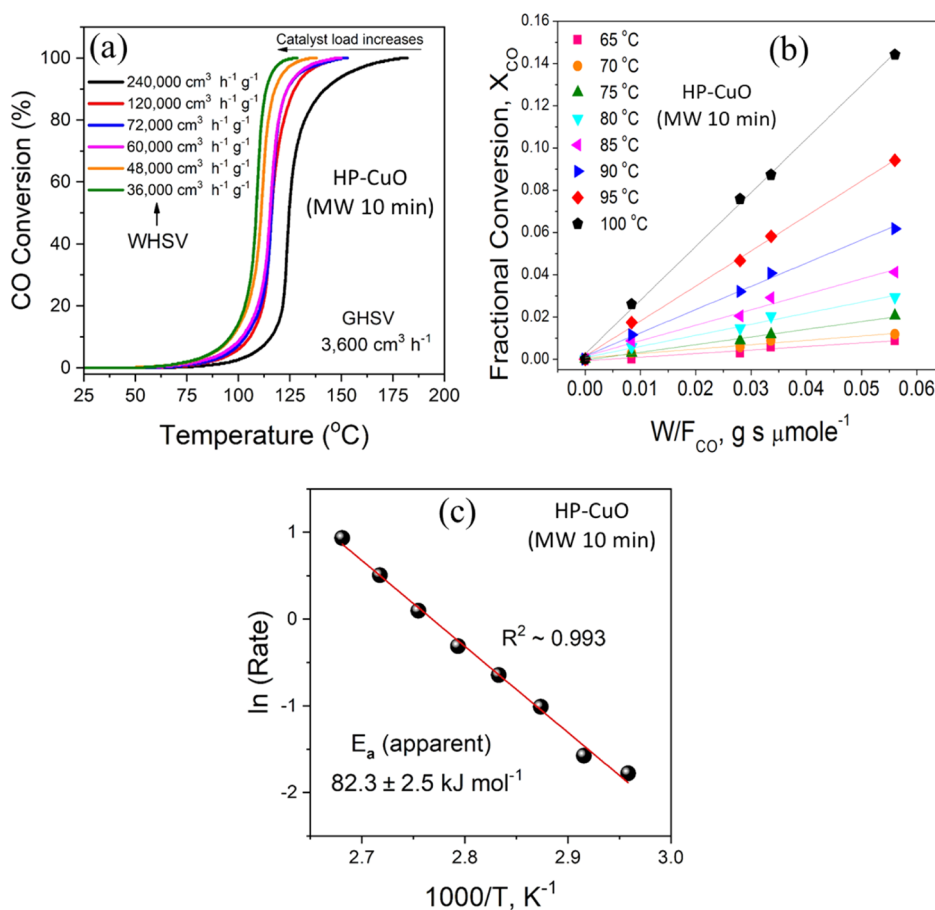 (a)
Catalyst load increases
240,000 cm³ h⁻¹ g⁻¹
120,000 cm³ h⁻¹ g⁻¹
72,000 cm³ h⁻¹ g⁻¹
60,000 cm³ h⁻¹ g⁻¹
48,000 cm³ h⁻¹ g⁻¹
36,000 cm³ h⁻¹ g⁻¹
WHSV
HP-CuO
(MW 10 min)
GHSV
3,600 cm³ h⁻¹
CO Conversion (%)
100
80
60
40
20
0
25 50 75 100 125 150 175 200
Temperature (°C)
(b)
65 °C
70 °C
75 °C
80 °C
85 °C
90 °C
95 °C
100 °C
HP-CuO
(MW 10 min)
Fractional Conversion, X_CO
0.16
0.14
0.12
0.10
0.08
0.06
0.04
0.02
0.00
0.00 0.01 0.02 0.03 0.04 0.05 0.06
W/F_CO, g s μmole⁻¹
(c)
HP-CuO
(MW 10 min)
R² ~ 0.993
E_a (apparent)
82.3 ± 2.5 kJ mol⁻¹
ln (Rate)
1
0
-1
-2
2.7 2.8 2.9 3.0
1000/T, K⁻¹